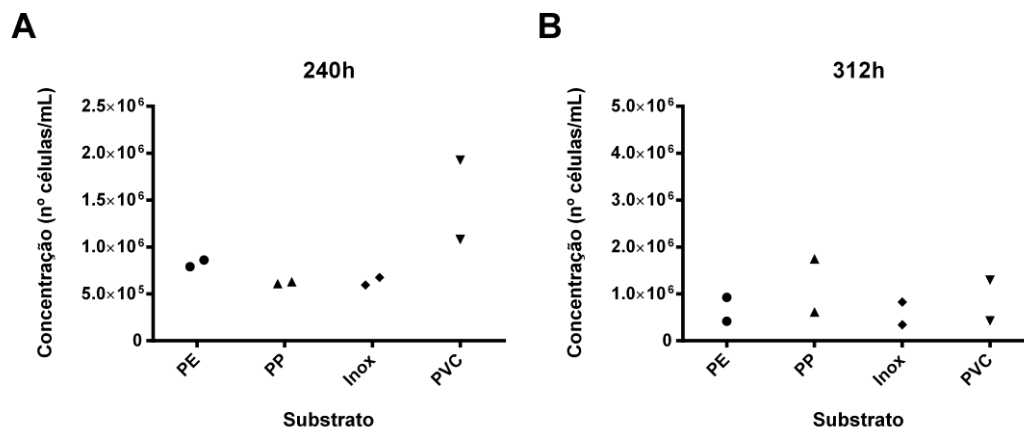 A
240h
Concentração (nº células/mL)
2.5×10⁶
2.0×10⁶
1.5×10⁶
1.0×10⁶
5.0×10⁵
0
PE
PP
Inox
PVC
Substrato
B
312h
Concentração (nº células/mL)
5.0×10⁶
4.0×10⁶
3.0×10⁶
2.0×10⁶
1.0×10⁶
0
PE
PP
Inox
PVC
Substrato